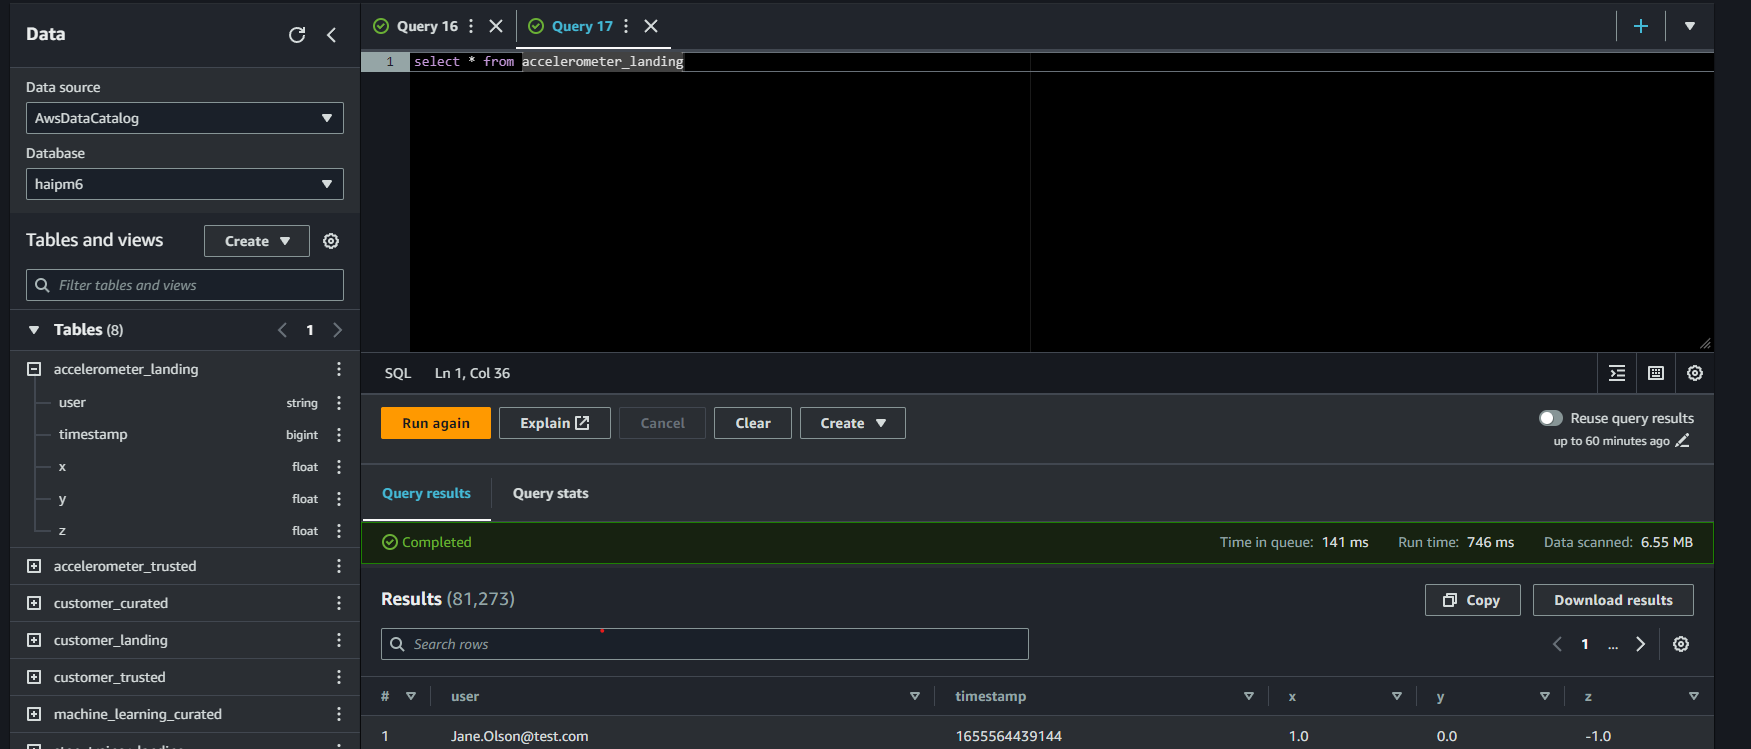 Data
Data source
AwsDataCatalog
Database
haipm6
Tables and views
Create
Filter tables and views
Tables (8)
1
accelerometer_landing
user string
timestamp bigint
x float
y float
z float
accelerometer_trusted
customer_curated
customer_landing
customer_trusted
machine_learning_curated
Query 16
Query 17
1 select * from accelerometer_landing
SQL Ln 1, Col 36
Run again
Explain
Cancel
Clear
Create
Reuse query results
up to 60 minutes ago
Query results
Query stats
Completed
Time in queue: 141 ms Run time: 746 ms Data scanned: 6.55 MB
Results (81,273)
Copy
Download results
Search rows
1 ...
# user timestamp x y z
1 Jane.Olson@test.com 1655564439144 1.0 0.0 -1.0